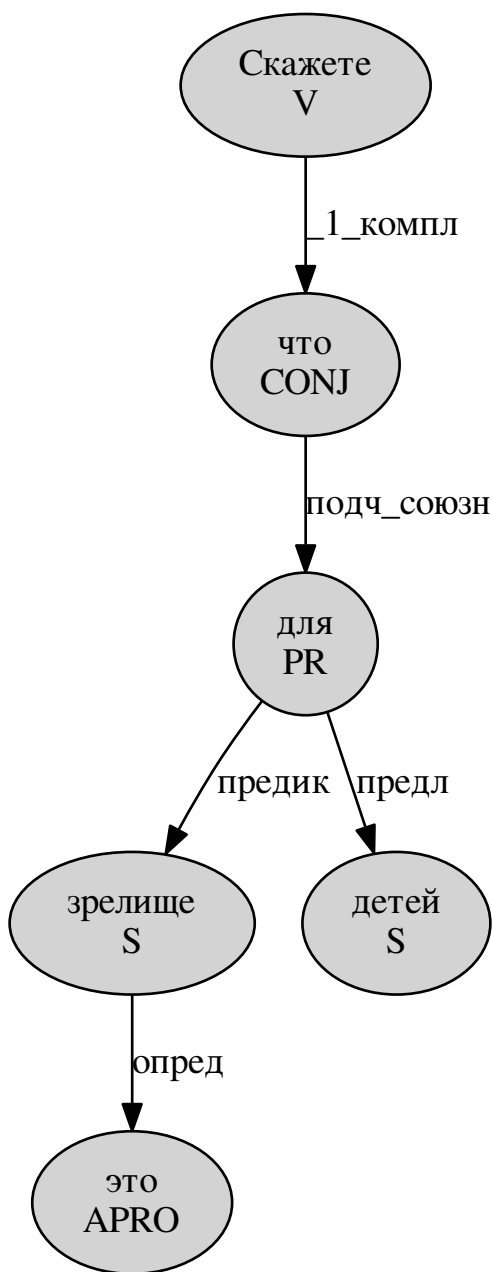 Скажете
V
_1_компл
что
CONJ
подч_союзн
для
PR
предик предл
зрелище детей
S S
опред
это
APRO